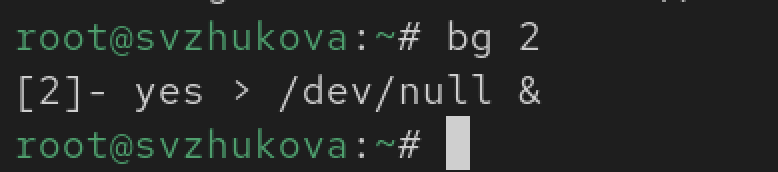 root@svzhukova:~# bg 2
[2]- yes > /dev/null &
root@svzhukova:~#